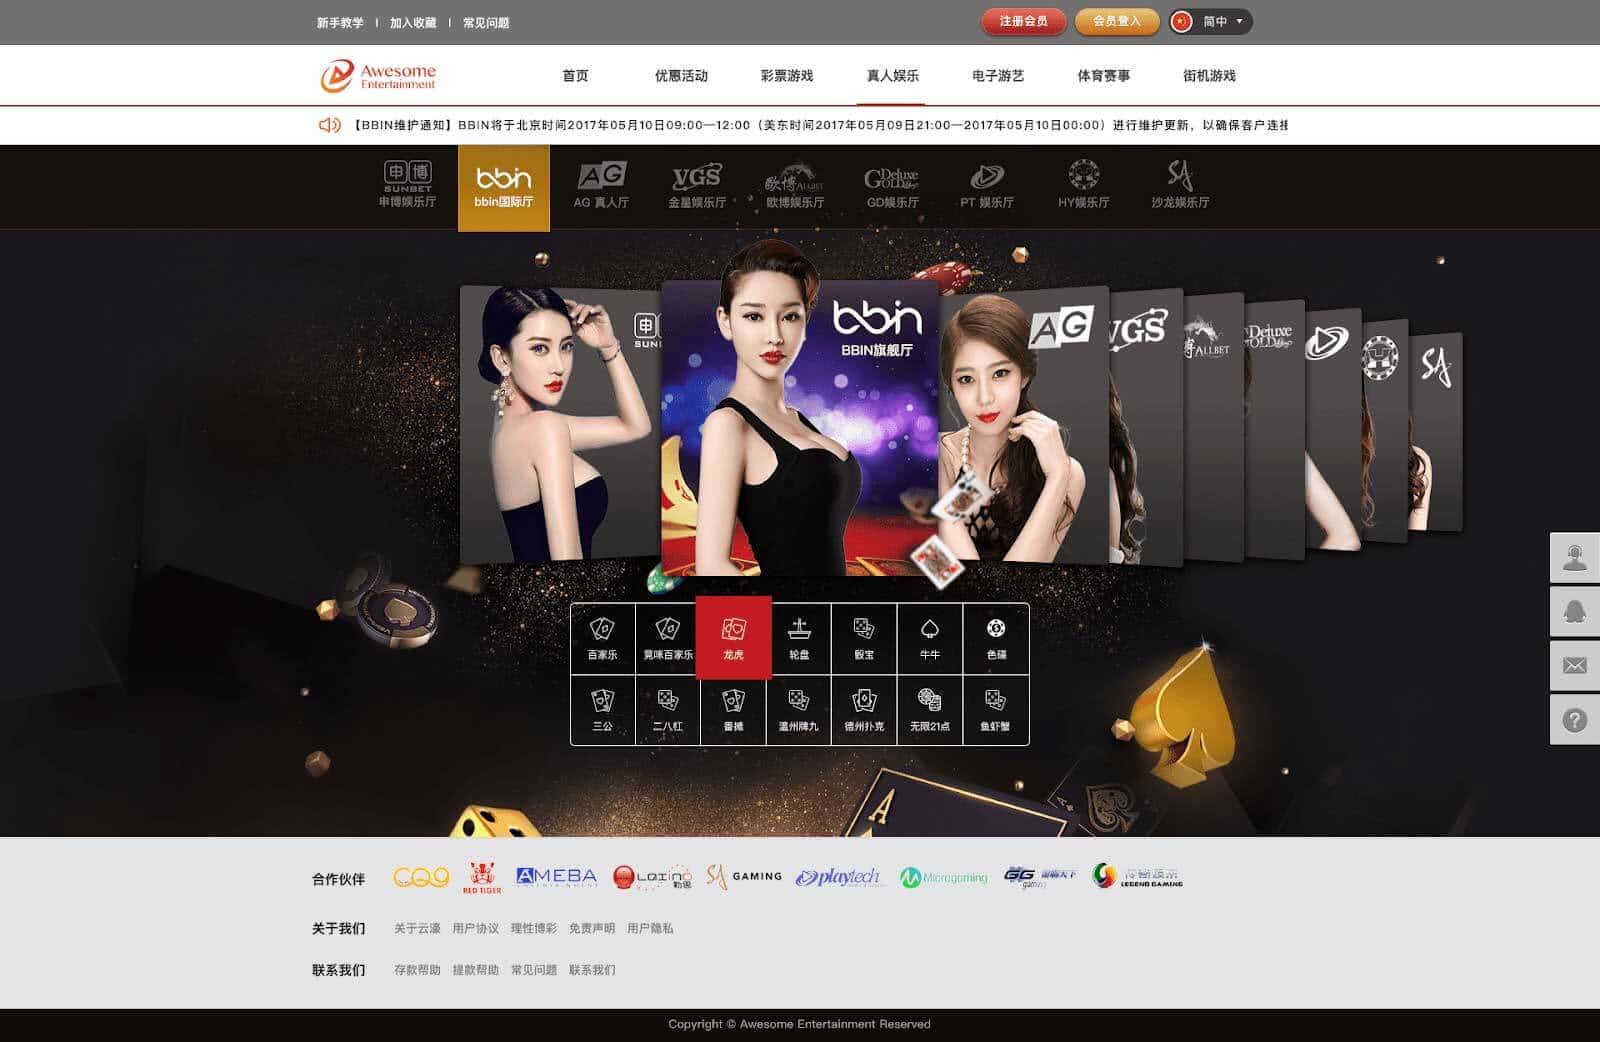 新手教学 | 加入收藏 | 常见问题
注册会员 会员登入 简中
Awesome Entertainment
首页 优惠活动 彩票游戏 真人娱乐 电子游艺 体育赛事 街机游戏
【BBIN维护通知】BBIN将于北京时间2017年05月10日09:00—12:00（美东时间2017年05月09日21:00—2017年05月10日00:00）进行维护更新，以确保客户连接
申博 SUNBET bbin AG VGS 欧博 ALLBET Gold Deluxe SA
申博娱乐厅 bbin国际厅 AG 真人厅 金星娱乐厅 欧博娱乐厅 GD娱乐厅 PT 娱乐厅 HY娱乐厅 沙龙娱乐厅
申 SUNB bbin AG VGS 博 ALLBET Deluxe GOLD SA
BBIN旗舰厅
百家乐 竞咪百家乐 龙虎 轮盘 骰宝 牛牛 色碟
三公 二八杠 番摊 温州牌九 德州扑克 无限21点 鱼虾蟹
A A
合作伙伴 CQ9 RED TIGER AMEBA ENTERTAINMENT LQIinO SA GAMING playtech Microgaming GG gaming LEGEND GAMING
关于我们 关于云濠 用户协议 理性博彩 免责声明 用户隐私
联系我们 存款帮助 提款帮助 常见问题 联系我们
Copyright © Awesome Entertainment Reserved